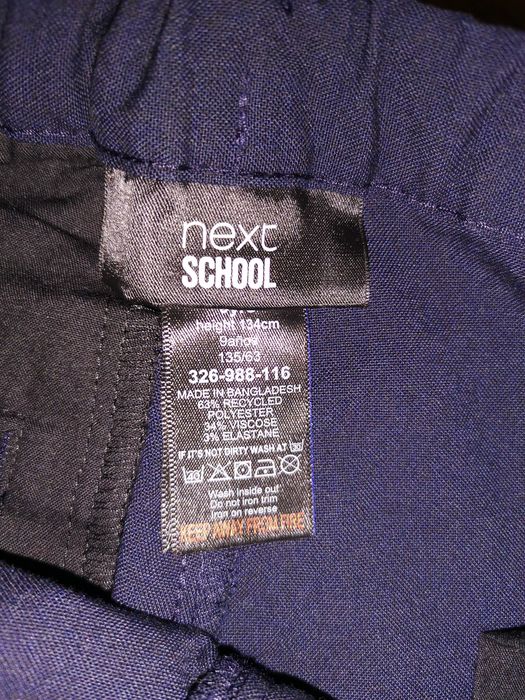 next
SCHOOL
height 134cm
135/63
326-988-116
MADE IN BANGLADESH
63% RECYCLED
POLYESTER
34% VISCOSE
3% ELASTANE
IF IT'S NOT DIRTY WASH AT 30
40
Wash inside out
Do not iron trim
Iron on reverse
KEEP AWAY FROM FIRE